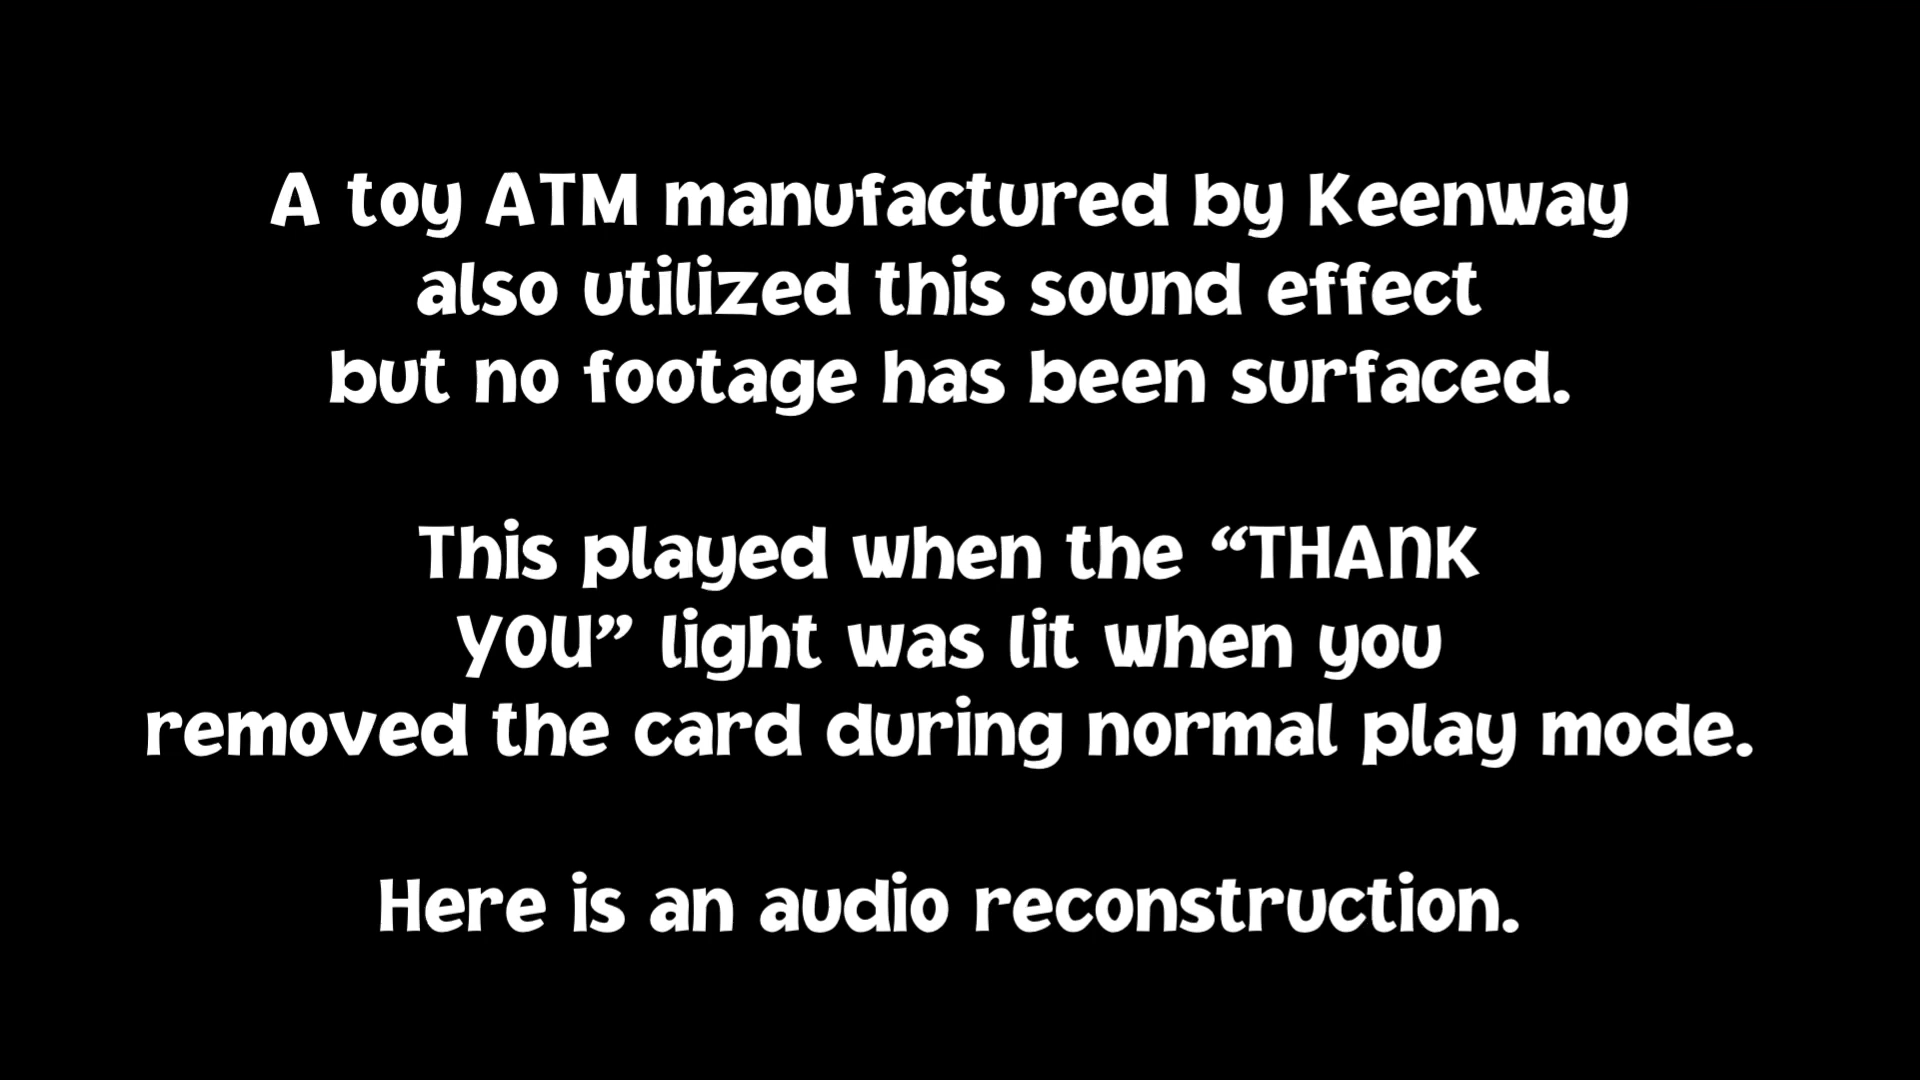 A toy ATM manufactured by Keenway
also utilized this sound effect
but no footage has been surfaced.
This played when the “THANK
YOU” light was lit when you
removed the card during normal play mode.
Here is an audio reconstruction.